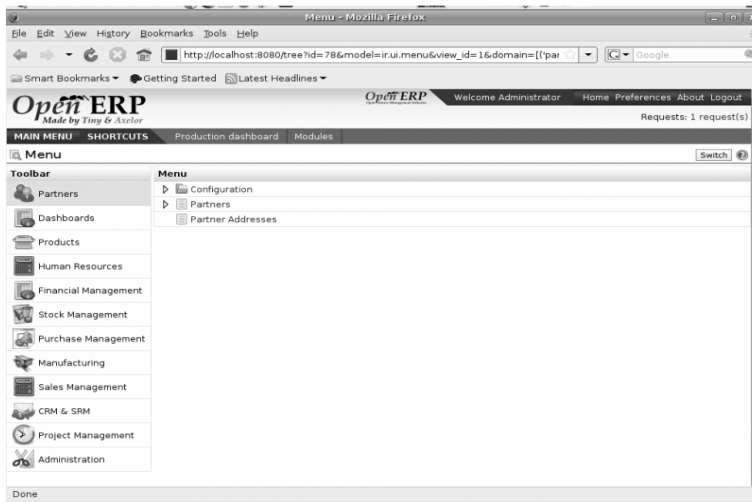 Menu - Mozilla Firefox
File Edit View History Bookmarks Tools Help
http://localhost:8080/tree?id=78&model=ir.ui.menu&view_id=1&domain=[('par
Google
Smart Bookmarks Getting Started Latest Headlines
Open ERP
Made by Tiny & Axelor
Open ERP
Welcome Administrator Home Preferences About Logout
Requests: 1 request(s)
MAIN MENU SHORTCUTS Production dashboard Modules
Menu
Switch
Toolbar
Menu
Partners
Configuration
Partners
Partner Addresses
Dashboards
Products
Human Resources
Financial Management
Stock Management
Purchase Management
Manufacturing
Sales Management
CRM & SRM
Project Management
Administration
Done